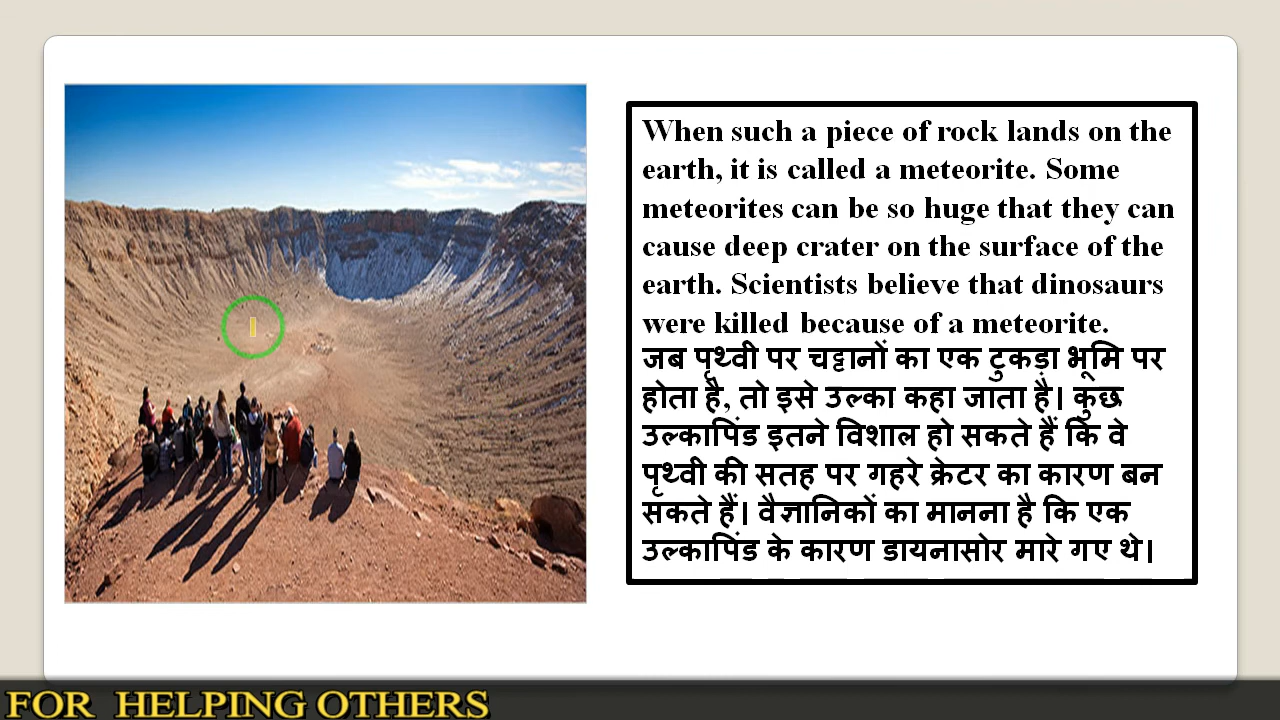 When such a piece of rock lands on the
earth, it is called a meteorite. Some
meteorites can be so huge that they can
cause deep crater on the surface of the
earth. Scientists believe that dinosaurs
were killed because of a meteorite.
जब पृथ्वी पर चट्टानों का एक टुकड़ा भूमि पर
होता है, तो इसे उल्का कहा जाता है। कुछ
उल्कापिंड इतने विशाल हो सकते हैं कि वे
पृथ्वी की सतह पर गहरे क्रेटर का कारण बन
सकते हैं। वैज्ञानिकों का मानना है कि एक
उल्कापिंड के कारण डायनासोर मारे गए थे।
FOR HELPING OTHERS